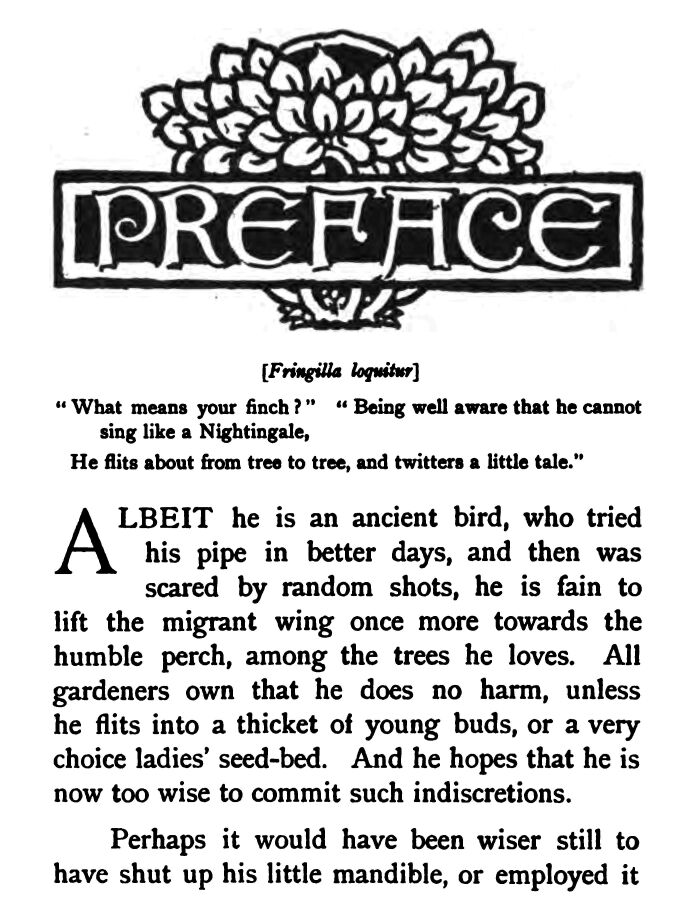 PREFACE
[Fringilla loquitur]
“ What means your finch ? ” “ Being well aware that he cannot
sing like a Nightingale,
He flits about from tree to tree, and twitters a little tale.”
ALBEIT he is an ancient bird, who tried
his pipe in better days, and then was
scared by random shots, he is fain to
lift the migrant wing once more towards the
humble perch, among the trees he loves. All
gardeners own that he does no harm, unless
he flits into a thicket of young buds, or a very
choice ladies’ seed-bed. And he hopes that he is
now too wise to commit such indiscretions.
Perhaps it would have been wiser still to
have shut up his little mandible, or employed it